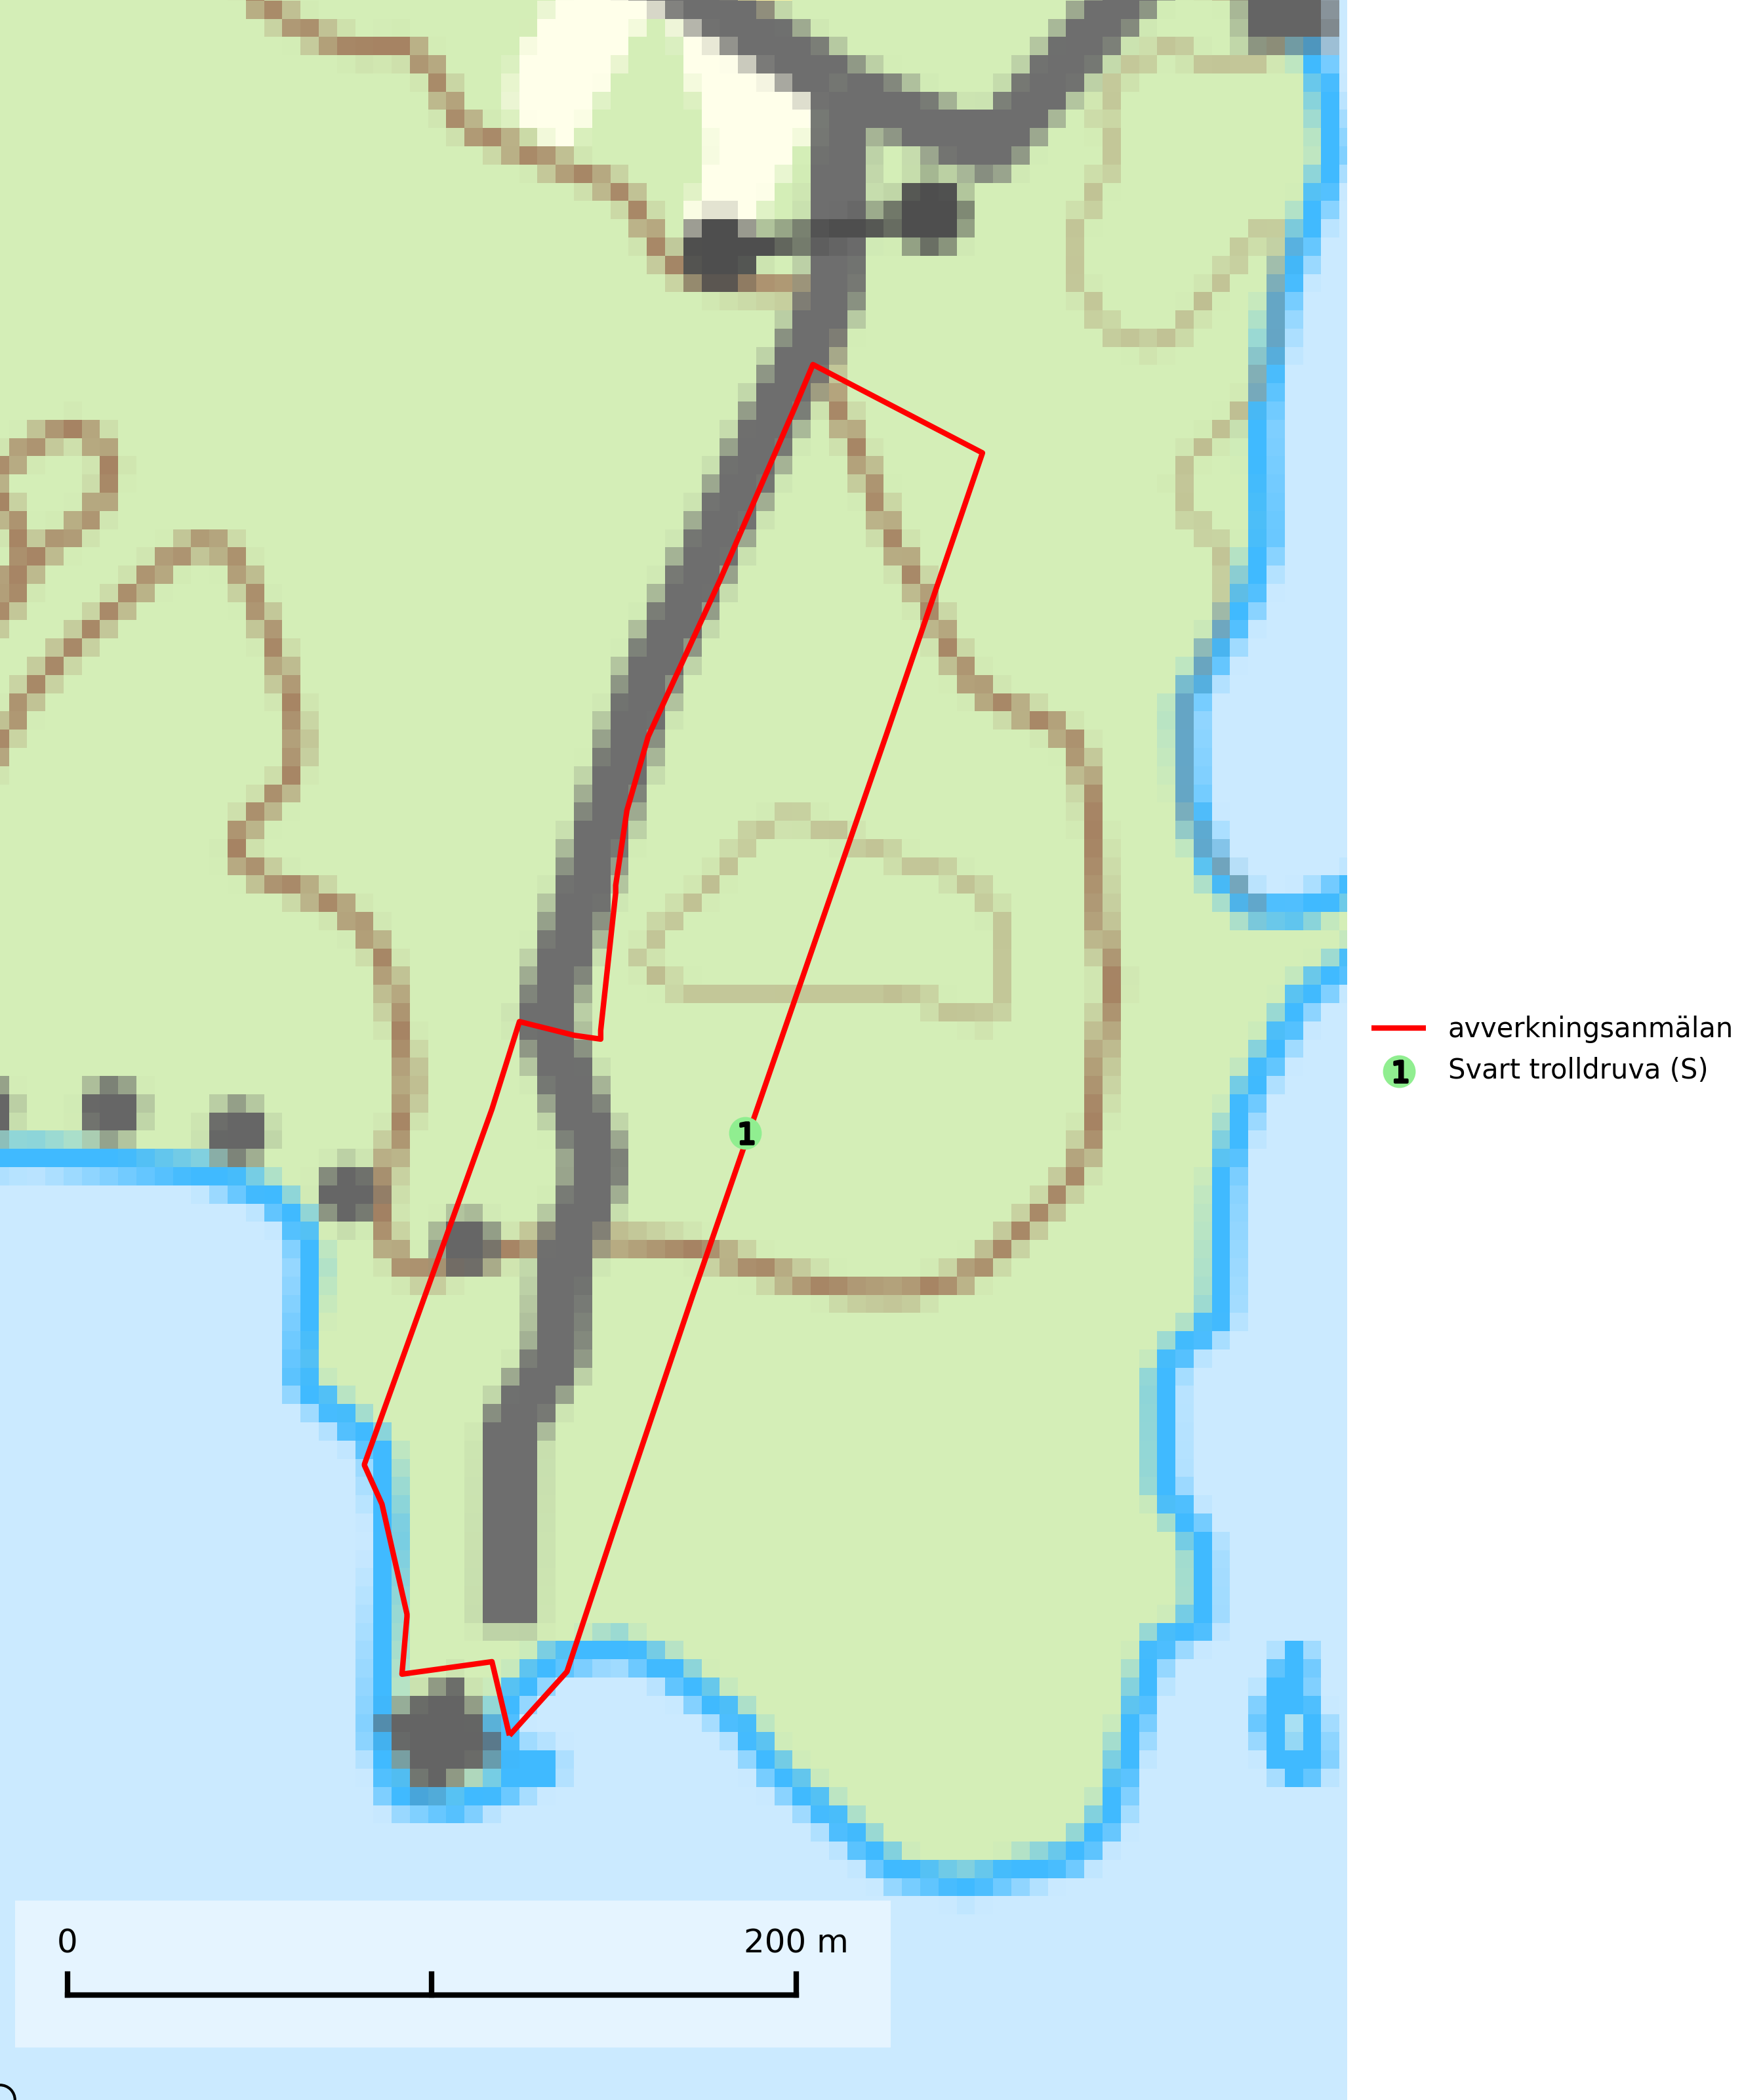 avverkningsanmälan
1 Svart trolldruva (S)
1
0 200 m